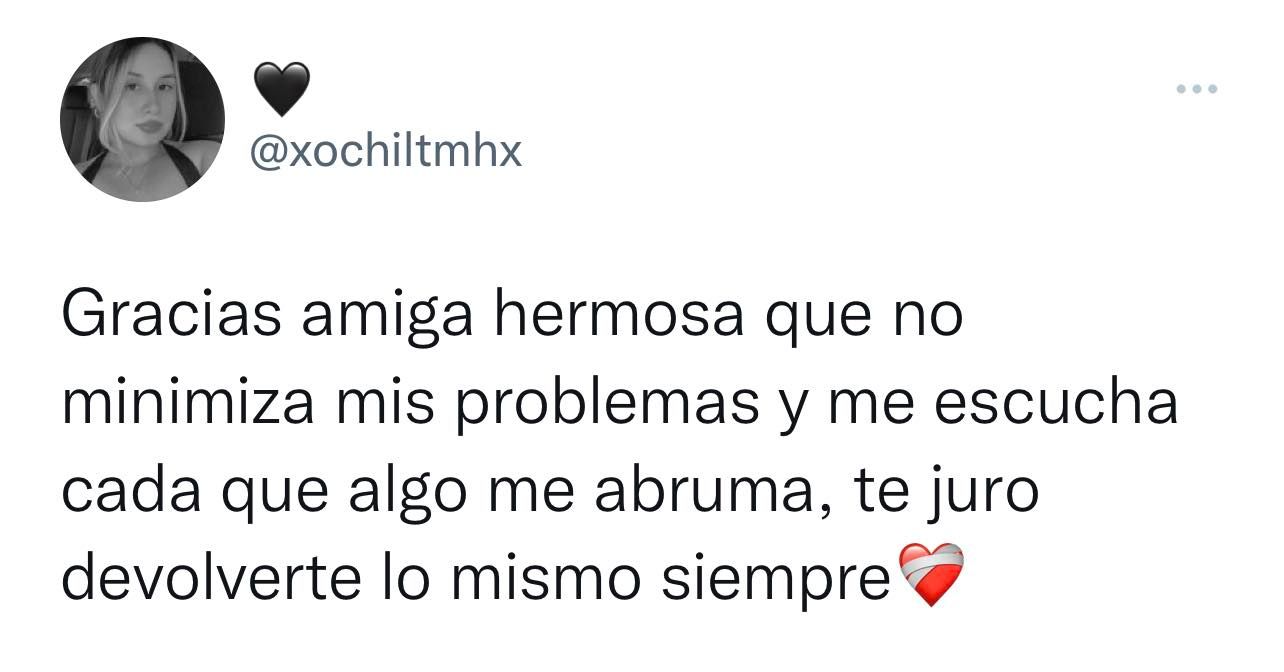 🖤
@xochiltmhx
Gracias amiga hermosa que no
minimiza mis problemas y me escucha
cada que algo me abruma, te juro
devolverte lo mismo siempre❤️‍🩹